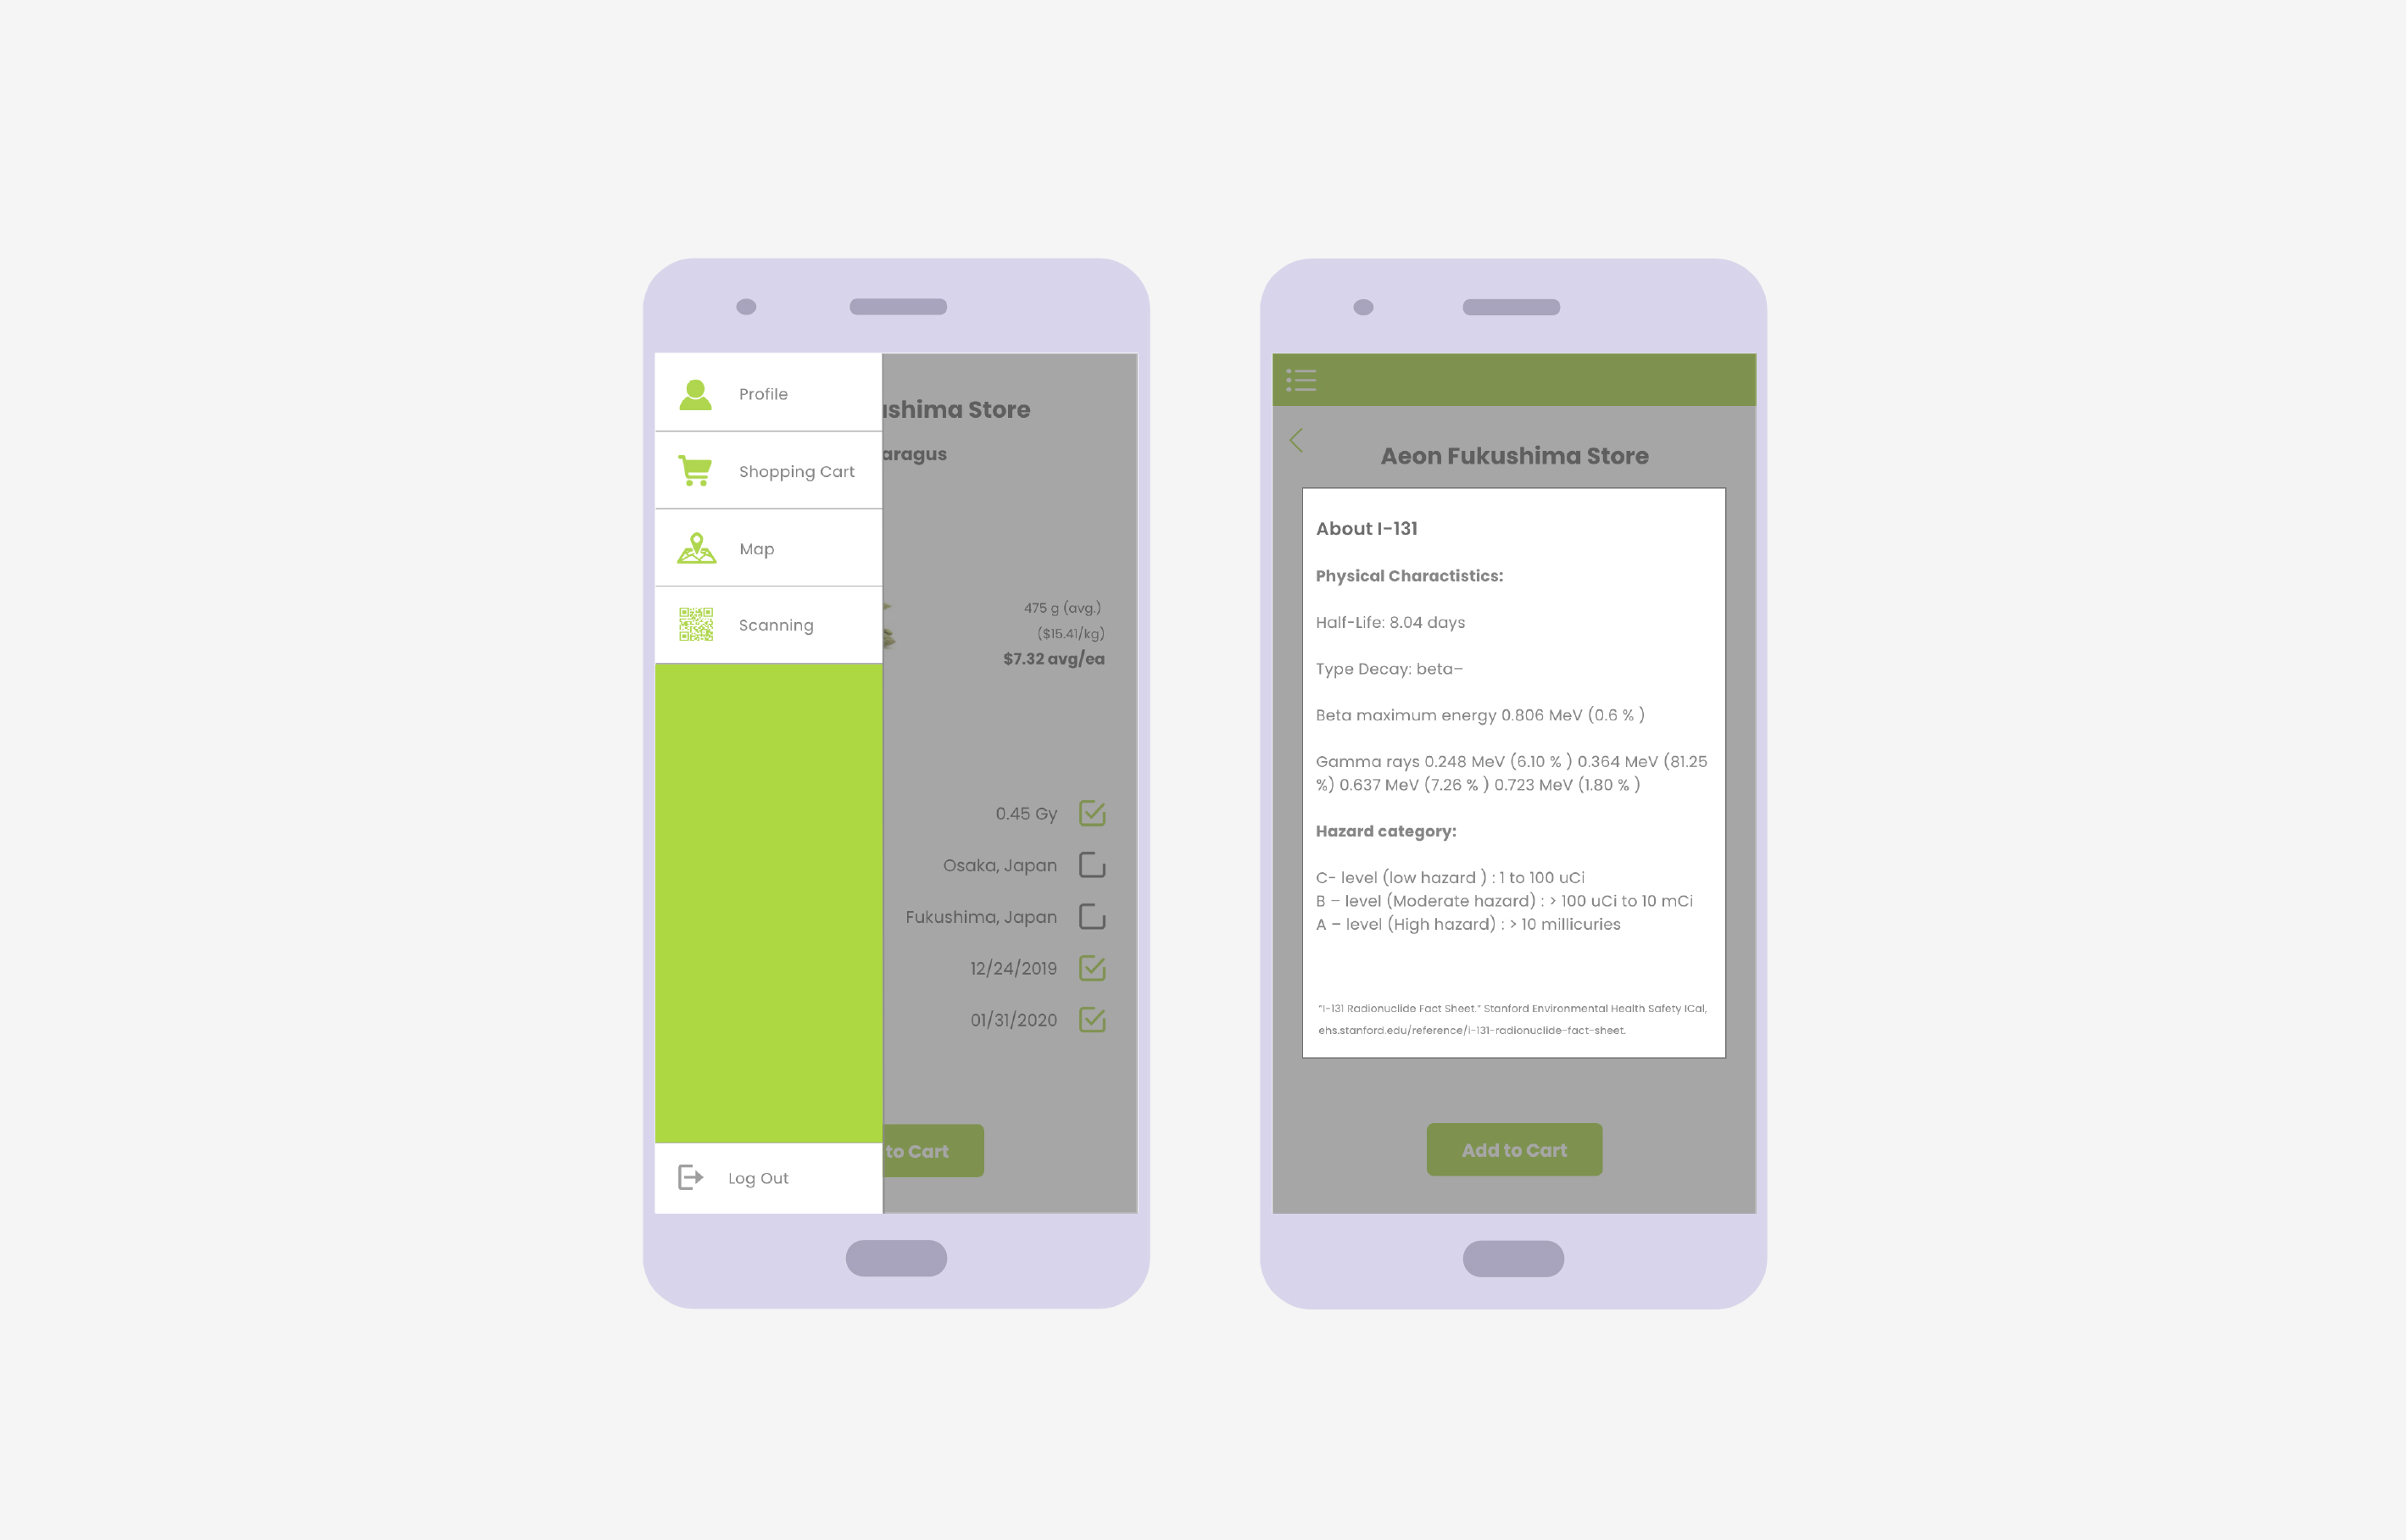 Profile
Shopping Cart
Map
Scanning
Log Out
ushima Store
aragus
475 g (avg.)
($15.41/kg)
$7.32 avg/ea
0.45 Gy
Osaka, Japan
Fukushima, Japan
12/24/2019
01/31/2020
to Cart
Aeon Fukushima Store
About I-131
Physical Charactistics:
Half-Life: 8.04 days
Type Decay: beta–
Beta maximum energy 0.806 MeV (0.6 % )
Gamma rays 0.248 MeV (6.10 % ) 0.364 MeV (81.25
%) 0.637 MeV (7.26 % ) 0.723 MeV (1.80 % )
Hazard category:
C- level (low hazard ) : 1 to 100 uCi
B – level (Moderate hazard) : > 100 uCi to 10 mCi
A – level (High hazard) : > 10 millicuries
“I-131 Radionuclide Fact Sheet.” Stanford Environmental Health Safety ICal,
ehs.stanford.edu/reference/i-131-radionuclide-fact-sheet.
Add to Cart